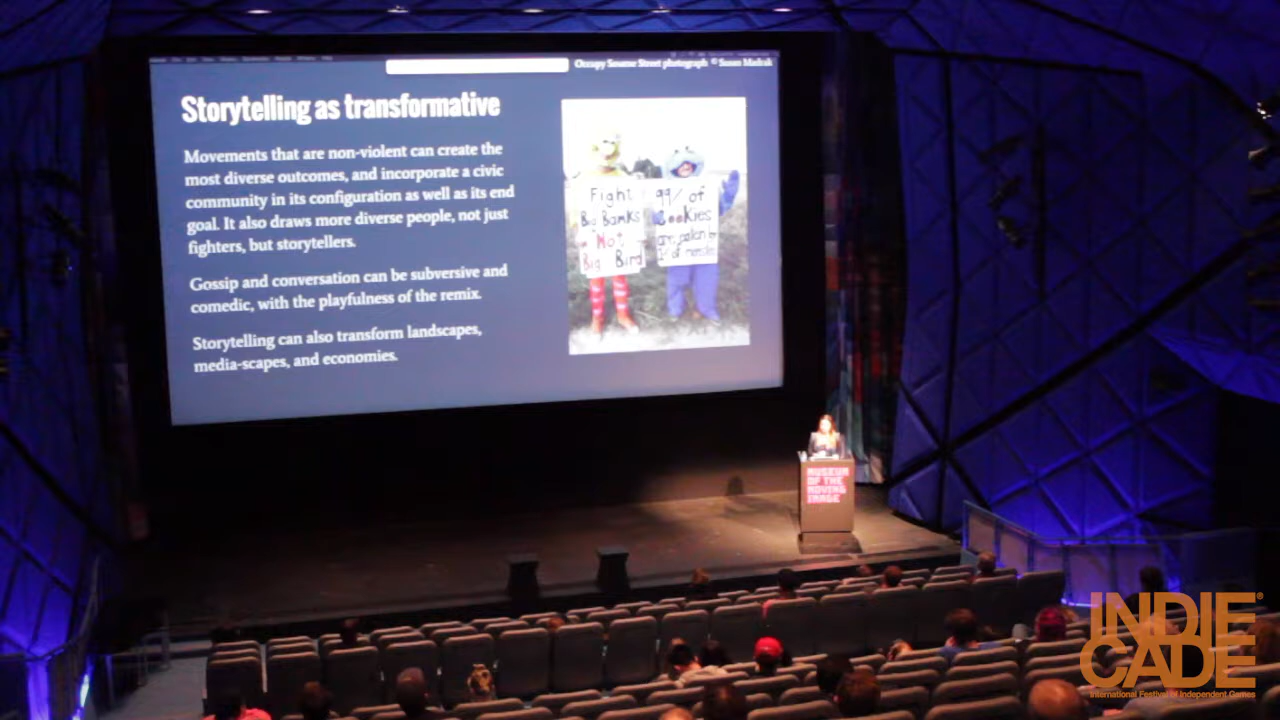 Occupy Sesame Street photograph © Susan Madrak
Storytelling as transformative
Movements that are non-violent can create the
most diverse outcomes, and incorporate a civic
community in its configuration as well as its end
goal. It also draws more diverse people, not just
fighters, but storytellers.
Gossip and conversation can be subversive and
comedic, with the playfulness of the remix.
Storytelling can also transform landscapes,
media-scapes, and economies.
Fight
Big Banks
Not
Big Bird
99% of
Cookies
of
MUSEUM
OF THE
MOVING
IMAGE
INDIE
CADE
International Festival of Independent Games